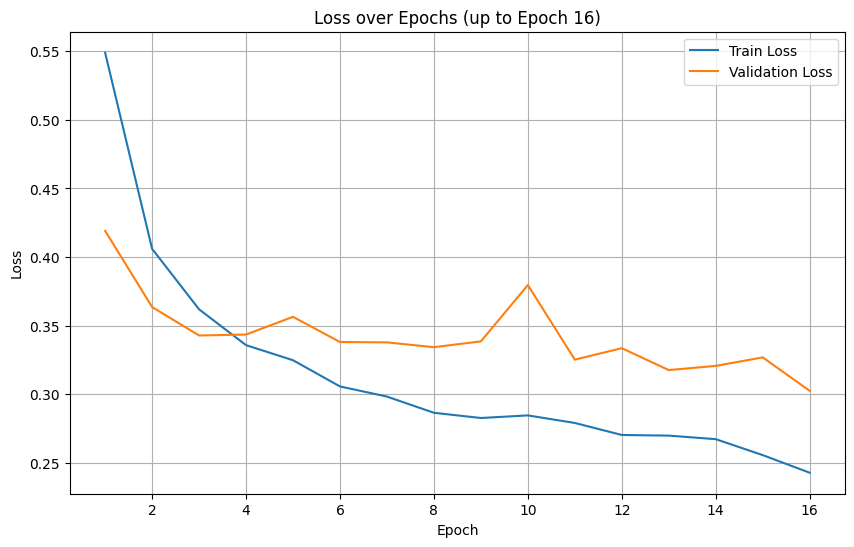 Loss over Epochs (up to Epoch 16)
Train Loss
Validation Loss
0.55
0.50
0.45
0.40
0.35
0.30
0.25
Loss
2 4 6 8 10 12 14 16
Epoch